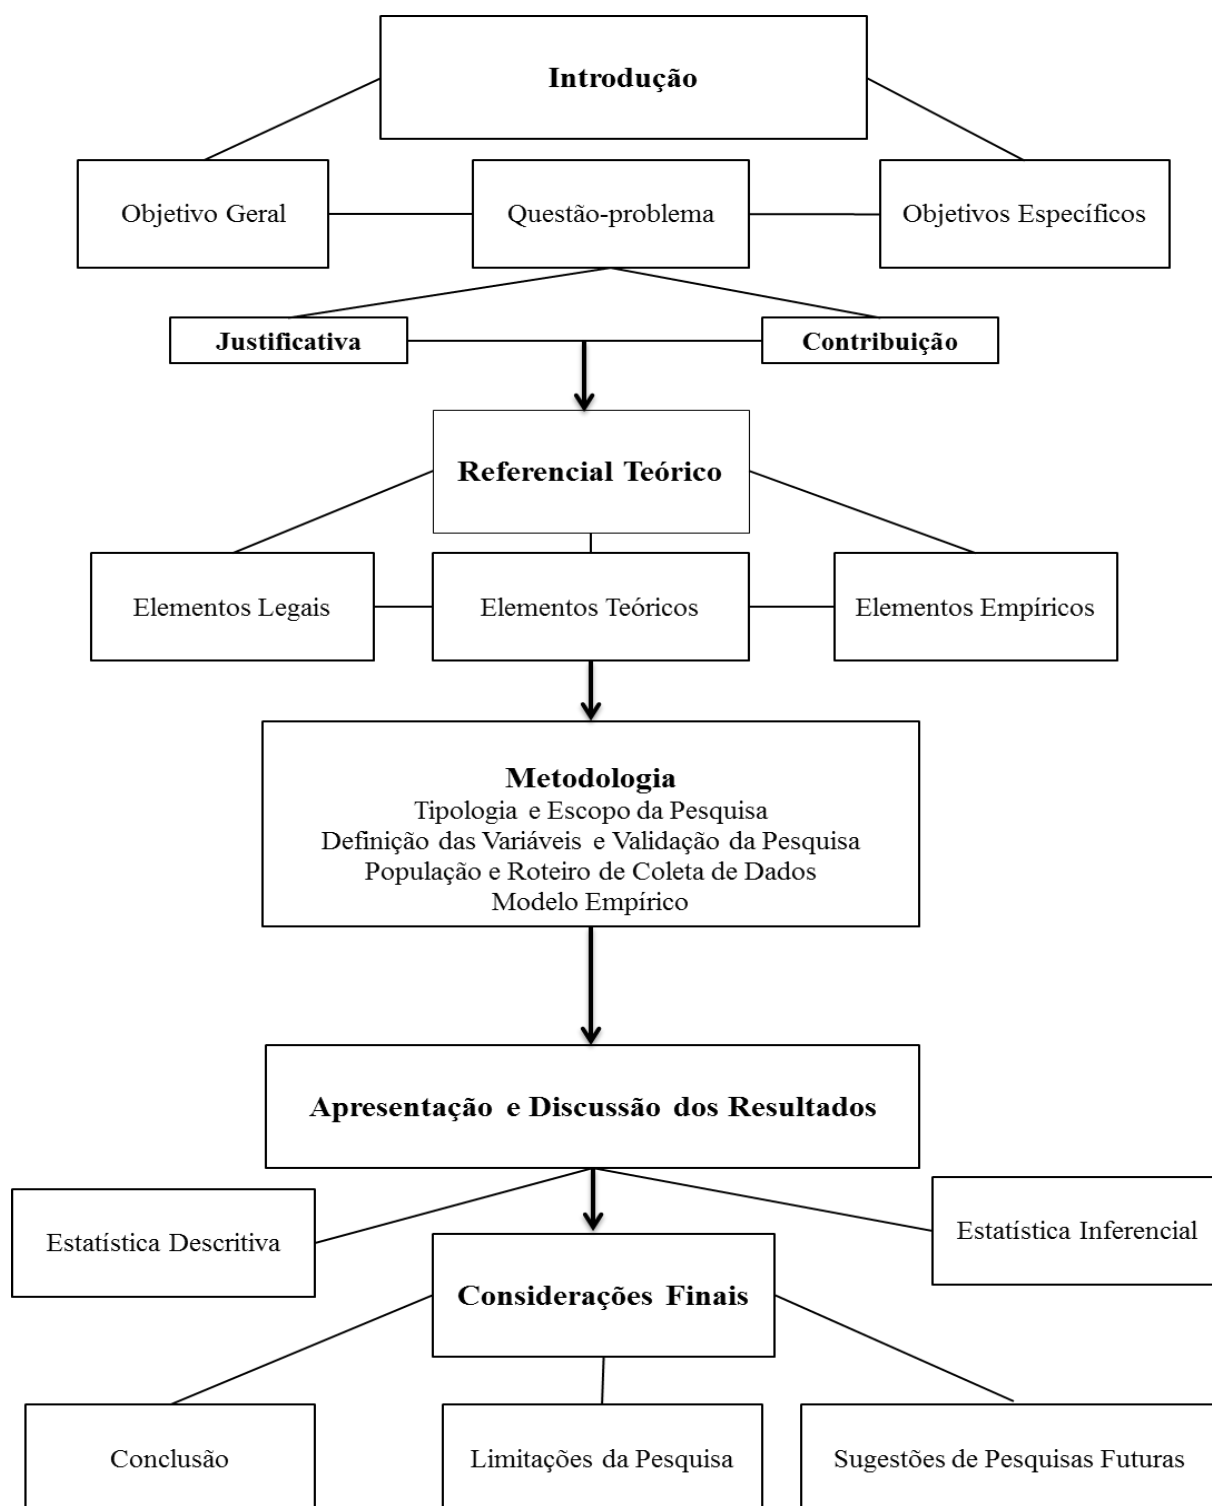 Introdução
Objetivo Geral
Questão-problema
Objetivos Específicos
Justificativa
Contribuição
Referencial Teórico
Elementos Legais
Elementos Teóricos
Elementos Empíricos
Metodologia
Tipologia e Escopo da Pesquisa
Definição das Variáveis e Validação da Pesquisa
População e Roteiro de Coleta de Dados
Modelo Empírico
Apresentação e Discussão dos Resultados
Estatística Descritiva
Estatística Inferencial
Considerações Finais
Conclusão
Limitações da Pesquisa
Sugestões de Pesquisas Futuras